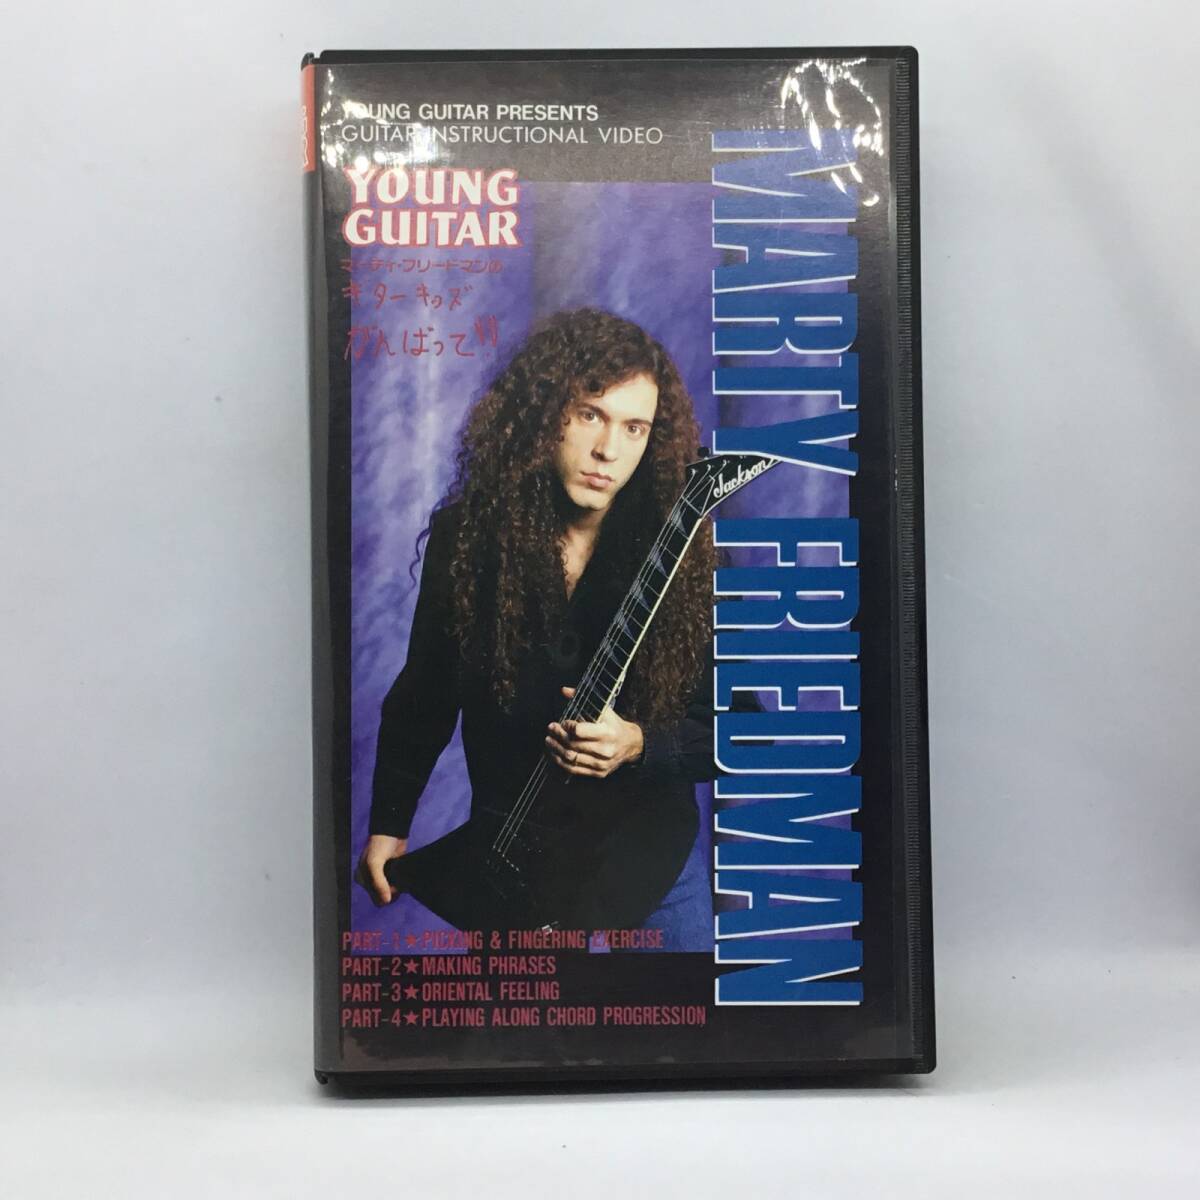 YOUNG GUITAR PRESENTS
GUITAR INSTRUCTIONAL VIDEO
YOUNG
GUITAR
マーティ・フリードマンの
ギターキッズ
がんばって!!
MARTY FRIEDMAN
Jackson
PART-1★PICKING & FINGERING EXERCISE
PART-2★MAKING PHRASES
PART-3★ORIENTAL FEELING
PART-4★PLAYING ALONG CHORD PROGRESSION